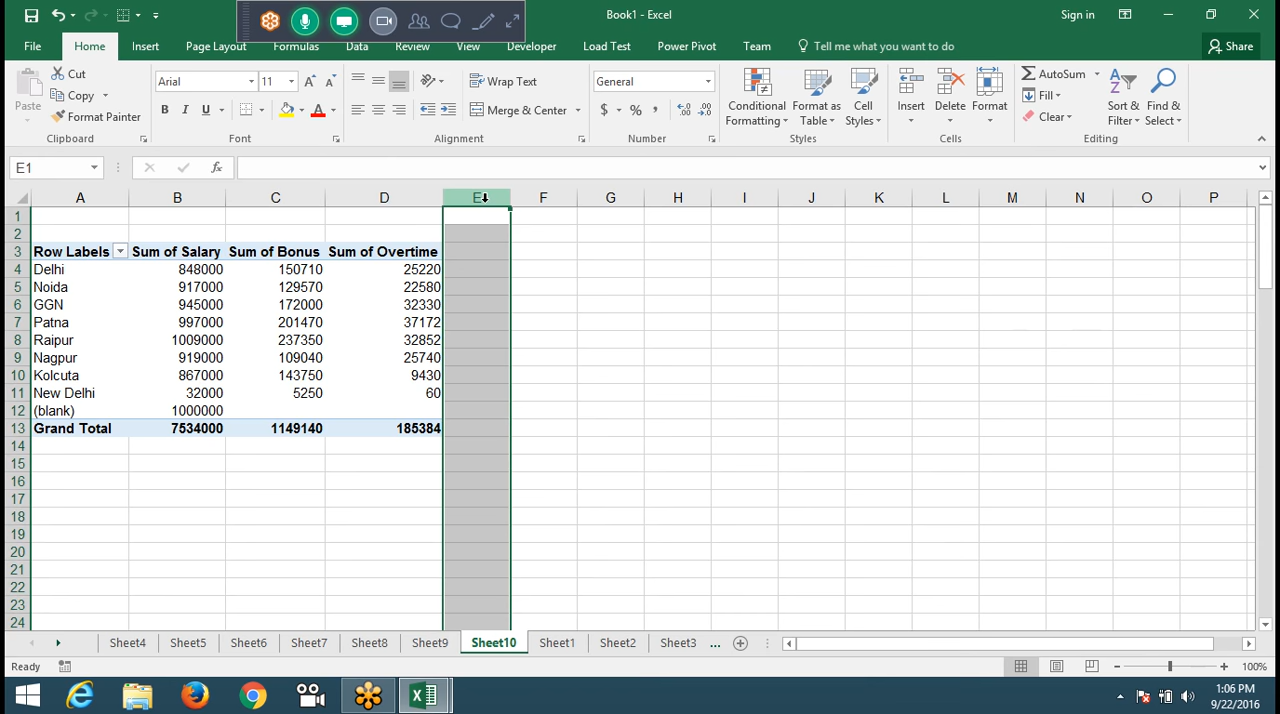 Book1 - Excel
Sign in
File Home Insert Page Layout Formulas Data Review View Developer Load Test Power Pivot Team Tell me what you want to do Share
Paste
Cut
Copy
Format Painter
Clipboard
Arial 11
B I U
A A
Font
Wrap Text
Merge & Center
Alignment
General
$ % ,
Number
Conditional Formatting
Format as Table
Cell Styles
Styles
Insert
Delete
Format
Cells
AutoSum
Fill
Clear
Sort & Filter
Find & Select
Editing
E1 fx
A B C D E F G H I J K L M N O P
1
2
3 Row Labels Sum of Salary Sum of Bonus Sum of Overtime
4 Delhi 848000 150710 25220
5 Noida 917000 129570 22580
6 GGN 945000 172000 32330
7 Patna 997000 201470 37172
8 Raipur 1009000 237350 32852
9 Nagpur 919000 109040 25740
10 Kolcuta 867000 143750 9430
11 New Delhi 32000 5250 60
12 (blank) 1000000
13 Grand Total 7534000 1149140 185384
14
15
16
17
18
19
20
21
22
23
24
Sheet4 Sheet5 Sheet6 Sheet7 Sheet8 Sheet9 Sheet10 Sheet1 Sheet2 Sheet3 ...
Ready 100%
1:06 PM
9/22/2016